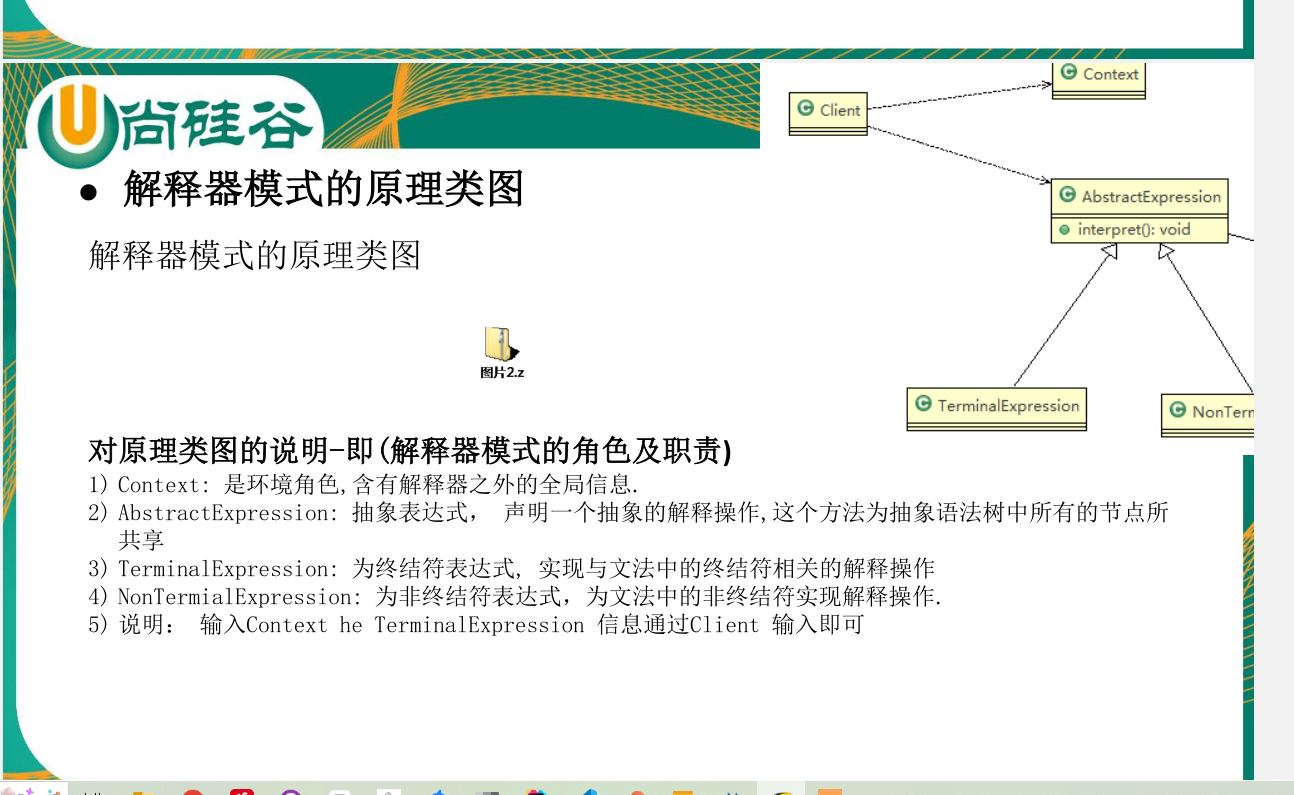 尚硅谷
Context
Client
● 解释器模式的原理类图
AbstractExpression
interpret(): void
解释器模式的原理类图
图片2.z
TerminalExpression
对原理类图的说明-即(解释器模式的角色及职责)
1) Context: 是环境角色,含有解释器之外的全局信息.
2) AbstractExpression: 抽象表达式， 声明一个抽象的解释操作,这个方法为抽象语法树中所有的节点所
共享
3) TerminalExpression: 为终结符表达式, 实现与文法中的终结符相关的解释操作
4) NonTermialExpression: 为非终结符表达式，为文法中的非终结符实现解释操作.
5) 说明： 输入Context he TerminalExpression 信息通过Client 输入即可